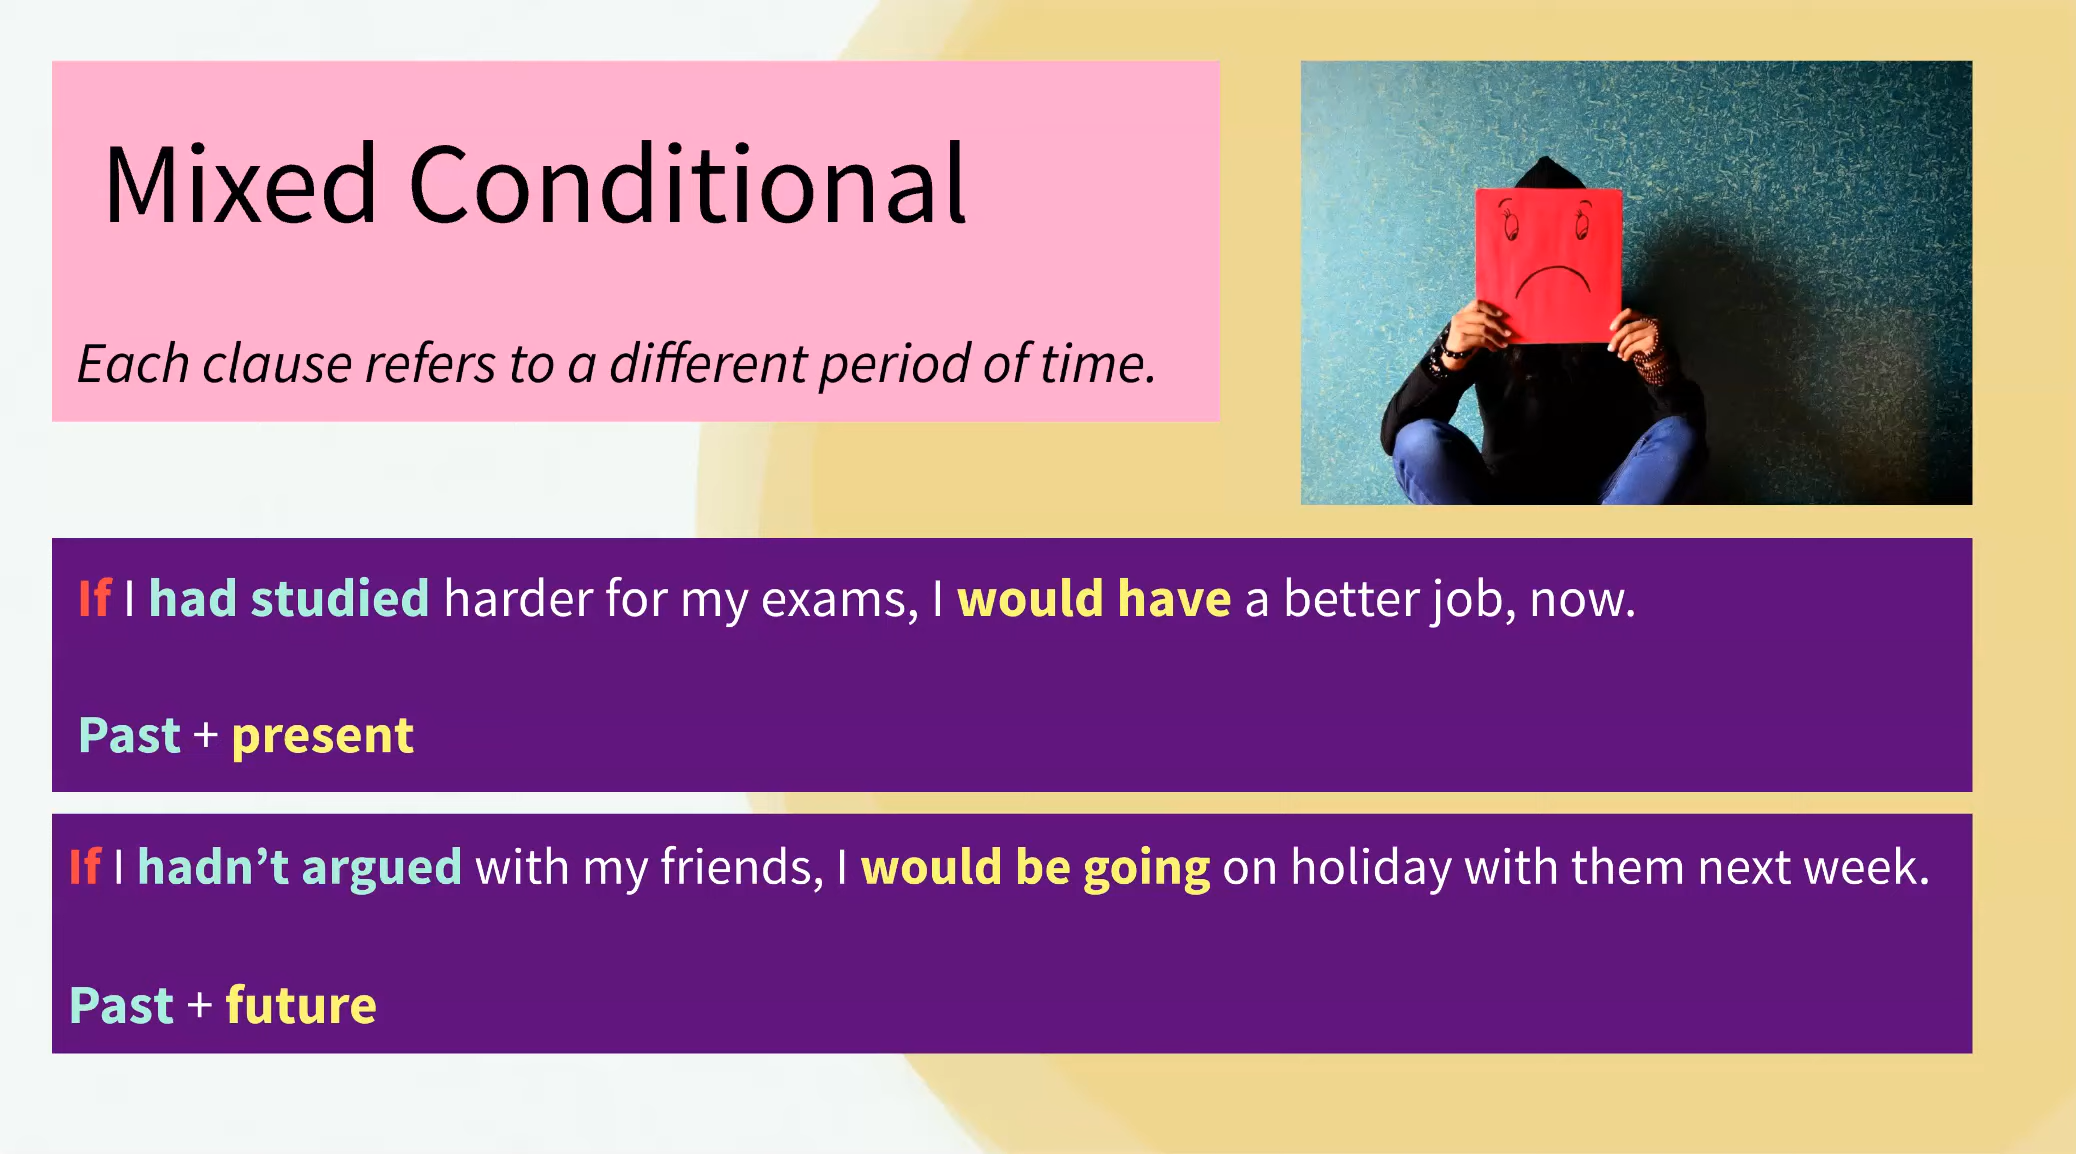 Mixed Conditional
Each clause refers to a different period of time.
If I had studied harder for my exams, I would have a better job, now.
Past + present
If I hadn’t argued with my friends, I would be going on holiday with them next week.
Past + future